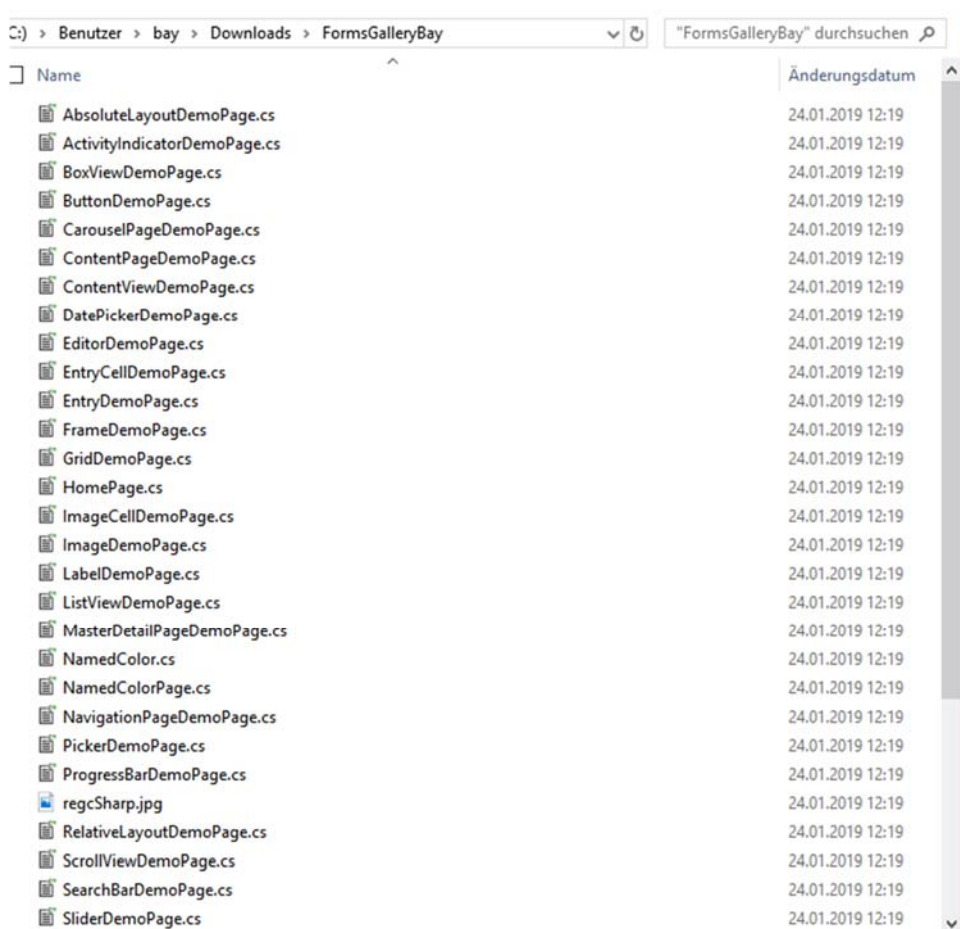 C:) > Benutzer > bay > Downloads > FormsGalleryBay "FormsGalleryBay" durchsuchen
Name Änderungsdatum
AbsoluteLayoutDemoPage.cs 24.01.2019 12:19
ActivityIndicatorDemoPage.cs 24.01.2019 12:19
BoxViewDemoPage.cs 24.01.2019 12:19
ButtonDemoPage.cs 24.01.2019 12:19
CarouselPageDemoPage.cs 24.01.2019 12:19
ContentPageDemoPage.cs 24.01.2019 12:19
ContentViewDemoPage.cs 24.01.2019 12:19
DatePickerDemoPage.cs 24.01.2019 12:19
EditorDemoPage.cs 24.01.2019 12:19
EntryCellDemoPage.cs 24.01.2019 12:19
EntryDemoPage.cs 24.01.2019 12:19
FrameDemoPage.cs 24.01.2019 12:19
GridDemoPage.cs 24.01.2019 12:19
HomePage.cs 24.01.2019 12:19
ImageCellDemoPage.cs 24.01.2019 12:19
ImageDemoPage.cs 24.01.2019 12:19
LabelDemoPage.cs 24.01.2019 12:19
ListViewDemoPage.cs 24.01.2019 12:19
MasterDetailPageDemoPage.cs 24.01.2019 12:19
NamedColor.cs 24.01.2019 12:19
NamedColorPage.cs 24.01.2019 12:19
NavigationPageDemoPage.cs 24.01.2019 12:19
PickerDemoPage.cs 24.01.2019 12:19
ProgressBarDemoPage.cs 24.01.2019 12:19
regcSharp.jpg 24.01.2019 12:19
RelativeLayoutDemoPage.cs 24.01.2019 12:19
ScrollViewDemoPage.cs 24.01.2019 12:19
SearchBarDemoPage.cs 24.01.2019 12:19
SliderDemoPage.cs 24.01.2019 12:19